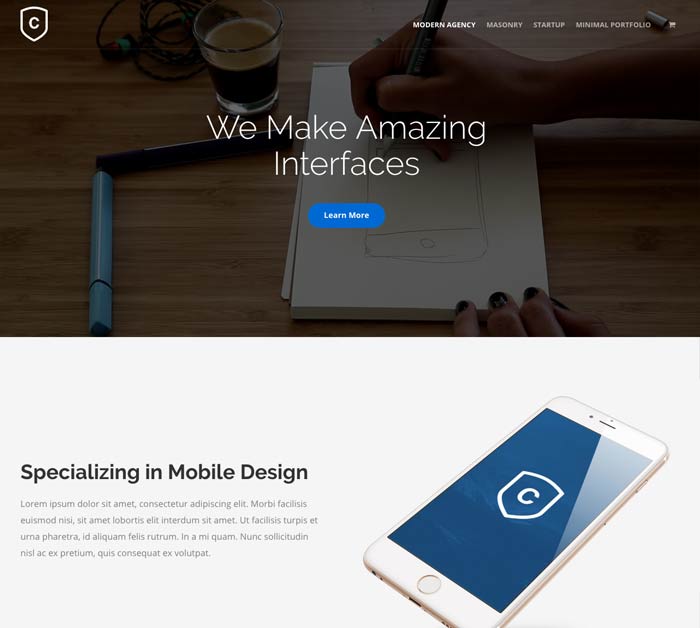 C
MODERN AGENCY MASONRY STARTUP MINIMAL PORTFOLIO
We Make Amazing
Interfaces
Learn More
Specializing in Mobile Design
Lorem ipsum dolor sit amet, consectetur adipiscing elit. Morbi facilisis
euismod nisi, sit amet lobortis elit interdum sit amet. Ut facilisis turpis et
urna pharetra, id aliquam felis rutrum. In a mi quam. Nunc sollicitudin
nisl ac ex pretium, quis consequat ex volutpat.
C